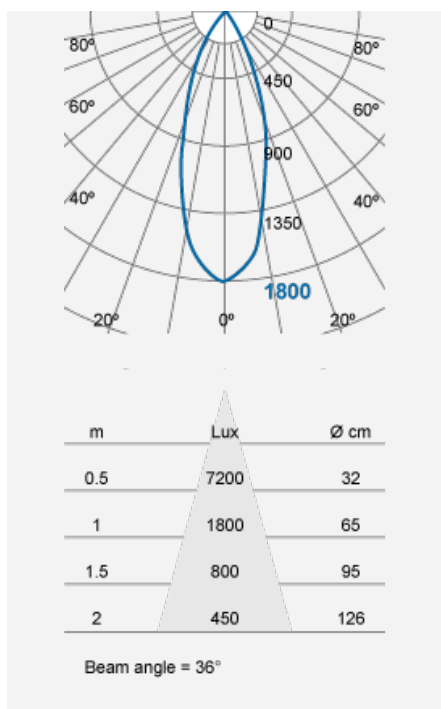 0
80º 80º
450
60º 60º
900
40º 40º
1350
1800
20º 0º 20º
m Lux Ø cm
0.5 7200 32
1 1800 65
1.5 800 95
2 450 126
Beam angle = 36°